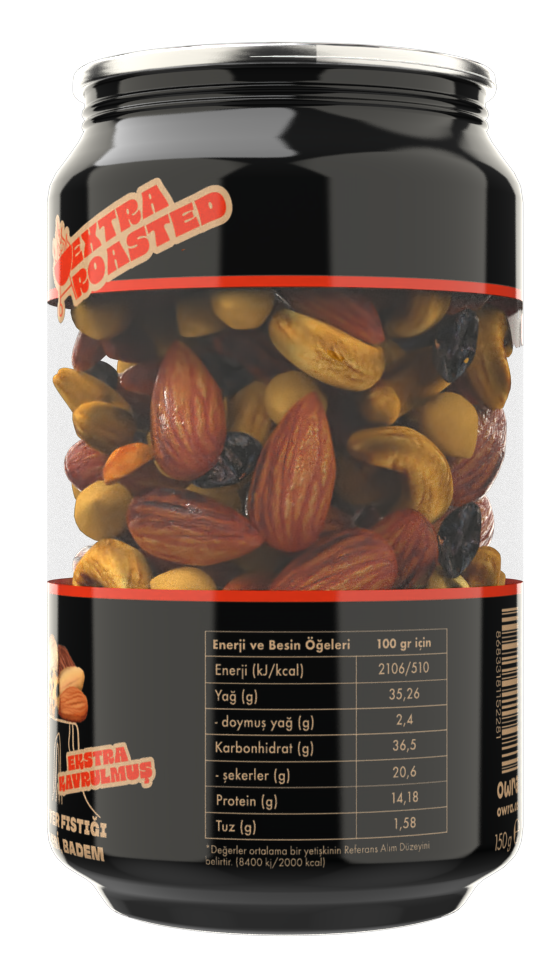 EXTRA
ROASTED
Enerji ve Besin Öğeleri 100 gr için
Enerji (kJ/kcal) 2106/510
Yağ (g) 35,26
- doymuş yağ (g) 2,4
Karbonhidrat (g) 36,5
- şekerler (g) 20,6
Protein (g) 14,18
Tuz (g) 1,58
*Değerler ortalama bir yetişkinin Referans Alım Düzeyini
belirtir. (8400 kj/2000 kcal)
EKSTRA
KAVRULMUŞ
FISTIĞI
BADEM
150g